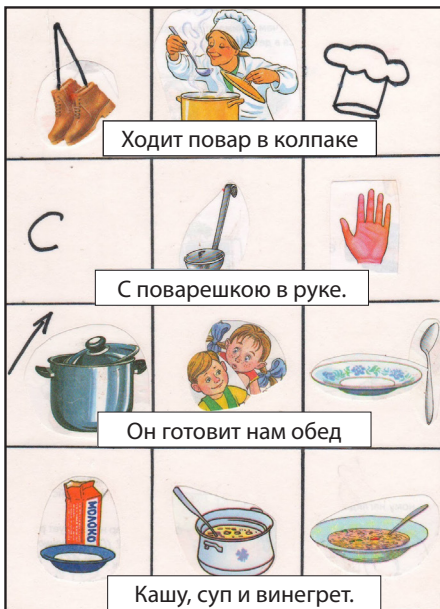 Ходит повар в колпаке
С
С поварешкою в руке.
Он готовит нам обед
МОЛОКО
Кашу, суп и винегрет.